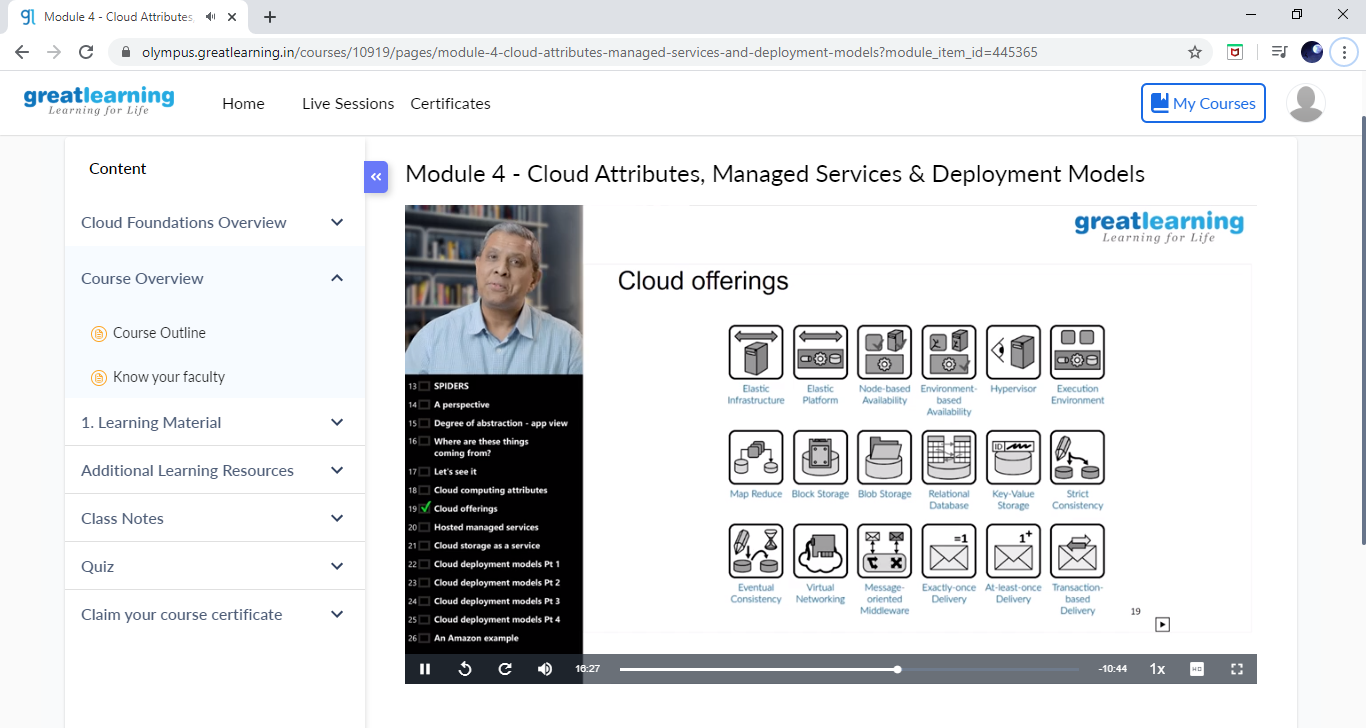 Module 4 - Cloud Attributes,
olympus.greatlearning.in/courses/10919/pages/module-4-cloud-attributes-managed-services-and-deployment-models?module_item_id=445365
greatlearning
Learning for Life
Home
Live Sessions
Certificates
My Courses
Content
Cloud Foundations Overview
Course Overview
Course Outline
Know your faculty
1. Learning Material
Additional Learning Resources
Class Notes
Quiz
Claim your course certificate
Module 4 - Cloud Attributes, Managed Services & Deployment Models
greatlearning
Learning for Life
13 SPIDERS
14 A perspective
15 Degree of abstraction - app view
16 Where are these things
coming from?
17 Let's see it
18 Cloud computing attributes
19 Cloud offerings
20 Hosted managed services
21 Cloud storage as a service
22 Cloud deployment models Pt 1
23 Cloud deployment models Pt 2
24 Cloud deployment models Pt 3
25 Cloud deployment models Pt 4
26 An Amazon example
Cloud offerings
Elastic
Infrastructure
Elastic
Platform
Node-based
Availability
Environment-
based
Availability
Hypervisor
Execution
Environment
Map Reduce
Block Storage
Blob Storage
Relational
Database
ID
Key-Value
Storage
Strict
Consistency
Eventual
Consistency
Virtual
Networking
Message-
oriented
Middleware
=1
Exactly-once
Delivery
1+
At-least-once
Delivery
Transaction-
based
Delivery
19
16:27
-10:44
1x
HD